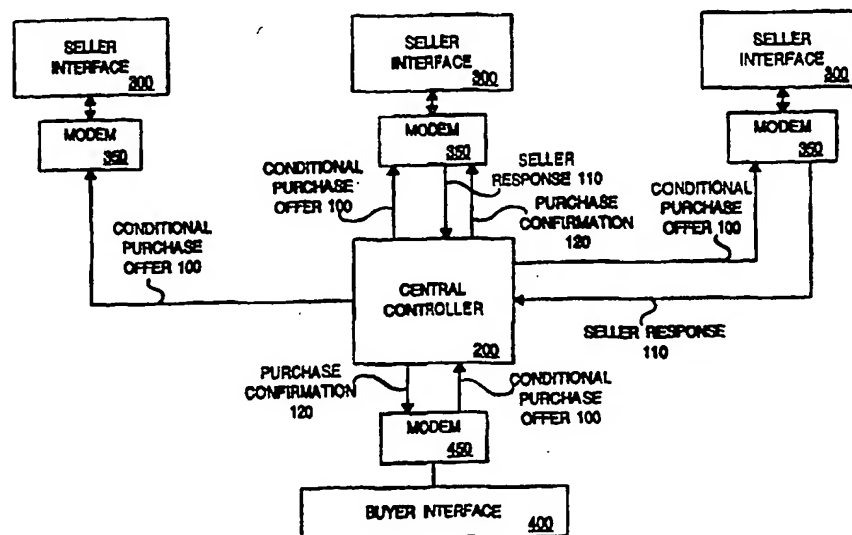 SELLER
INTERFACE
300
SELLER
INTERFACE
300
SELLER
INTERFACE
300
MODEM
350
MODEM
350
MODEM
350
CONDITIONAL
PURCHASE
OFFER 100
CONDITIONAL
PURCHASE
OFFER 100
SELLER
RESPONSE 110
PURCHASE
CONFIRMATION
120
CONDITIONAL
PURCHASE
OFFER 100
CENTRAL
CONTROLLER
200
SELLER RESPONSE
110
PURCHASE
CONFIRMATION
120
CONDITIONAL
PURCHASE
OFFER 100
MODEM
450
BUYER INTERFACE
400